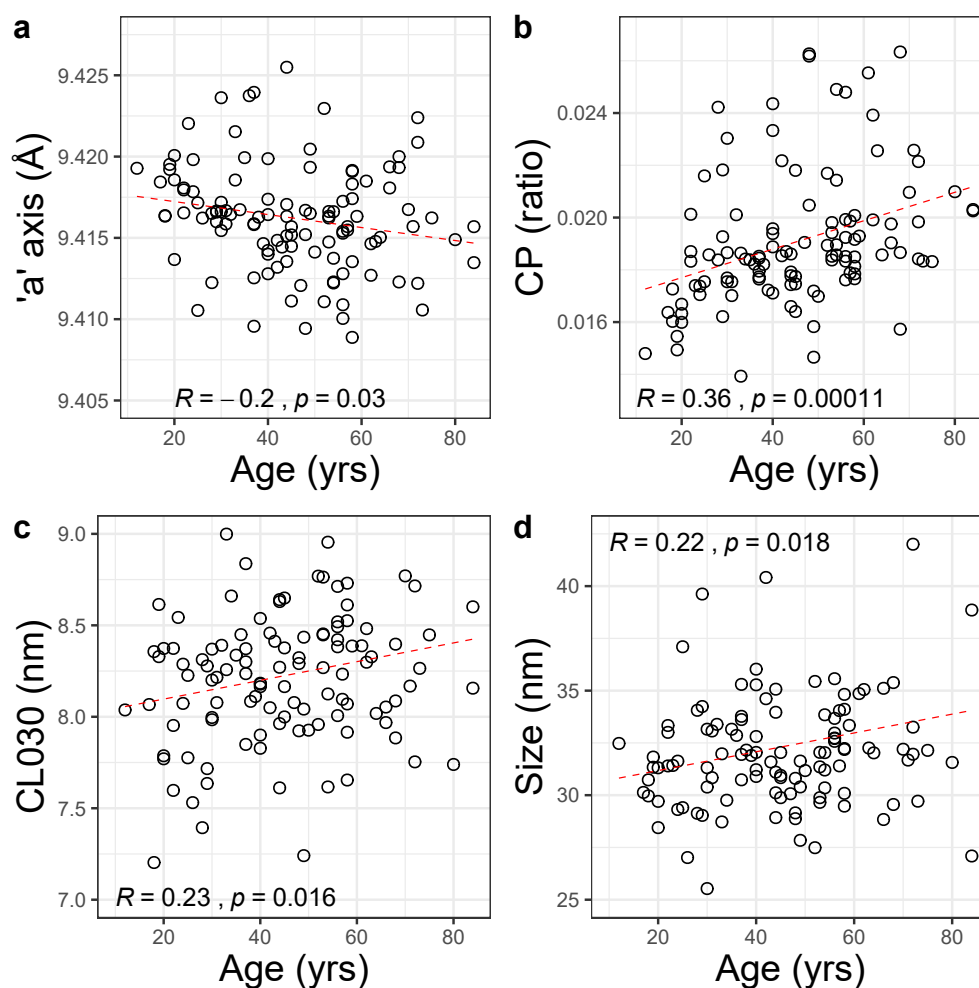 a
9.425
9.420
9.415
9.410
9.405
'a' axis (Å)
R = −0.2 , p = 0.03
20 40 60 80
Age (yrs)
b
0.024
0.020
0.016
CP (ratio)
R = 0.36 , p = 0.00011
20 40 60 80
Age (yrs)
c
9.0
8.5
8.0
7.5
7.0
CL030 (nm)
R = 0.23 , p = 0.016
20 40 60 80
Age (yrs)
d
R = 0.22 , p = 0.018
40
35
30
25
Size (nm)
20 40 60 80
Age (yrs)